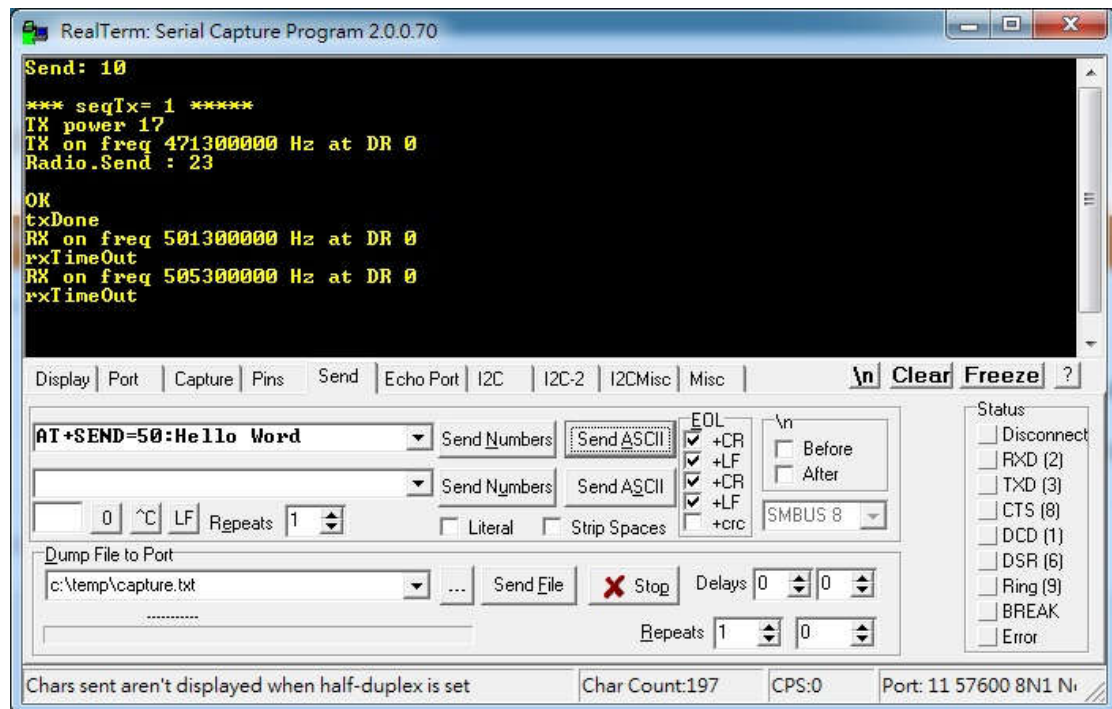 RealTerm: Serial Capture Program 2.0.0.70
Send: 10
*** seqTx= 1 *****
TX power 17
TX on freq 471300000 Hz at DR 0
Radio.Send : 23
OK
txDone
RX on freq 501300000 Hz at DR 0
rxTimeOut
RX on freq 505300000 Hz at DR 0
rxTimeOut
Display Port Capture Pins Send Echo Port I2C I2C-2 I2CMisc Misc \n Clear Freeze ?
AT+SEND=50:Hello Word Send Numbers Send ASCII
Send Numbers Send ASCII
0 ^C LF Repeats 1 Literal Strip Spaces
EOL
+CR
+LF
+CR
+LF
+crc
\n
Before
After
SMBUS 8
Dump File to Port
c:\temp\capture.txt ... Send File Stop Delays 0 0
Repeats 1 0
Status
Disconnect
RXD (2)
TXD (3)
CTS (8)
DCD (1)
DSR (6)
Ring (9)
BREAK
Error
Chars sent aren't displayed when half-duplex is set Char Count:197 CPS:0 Port: 11 57600 8N1